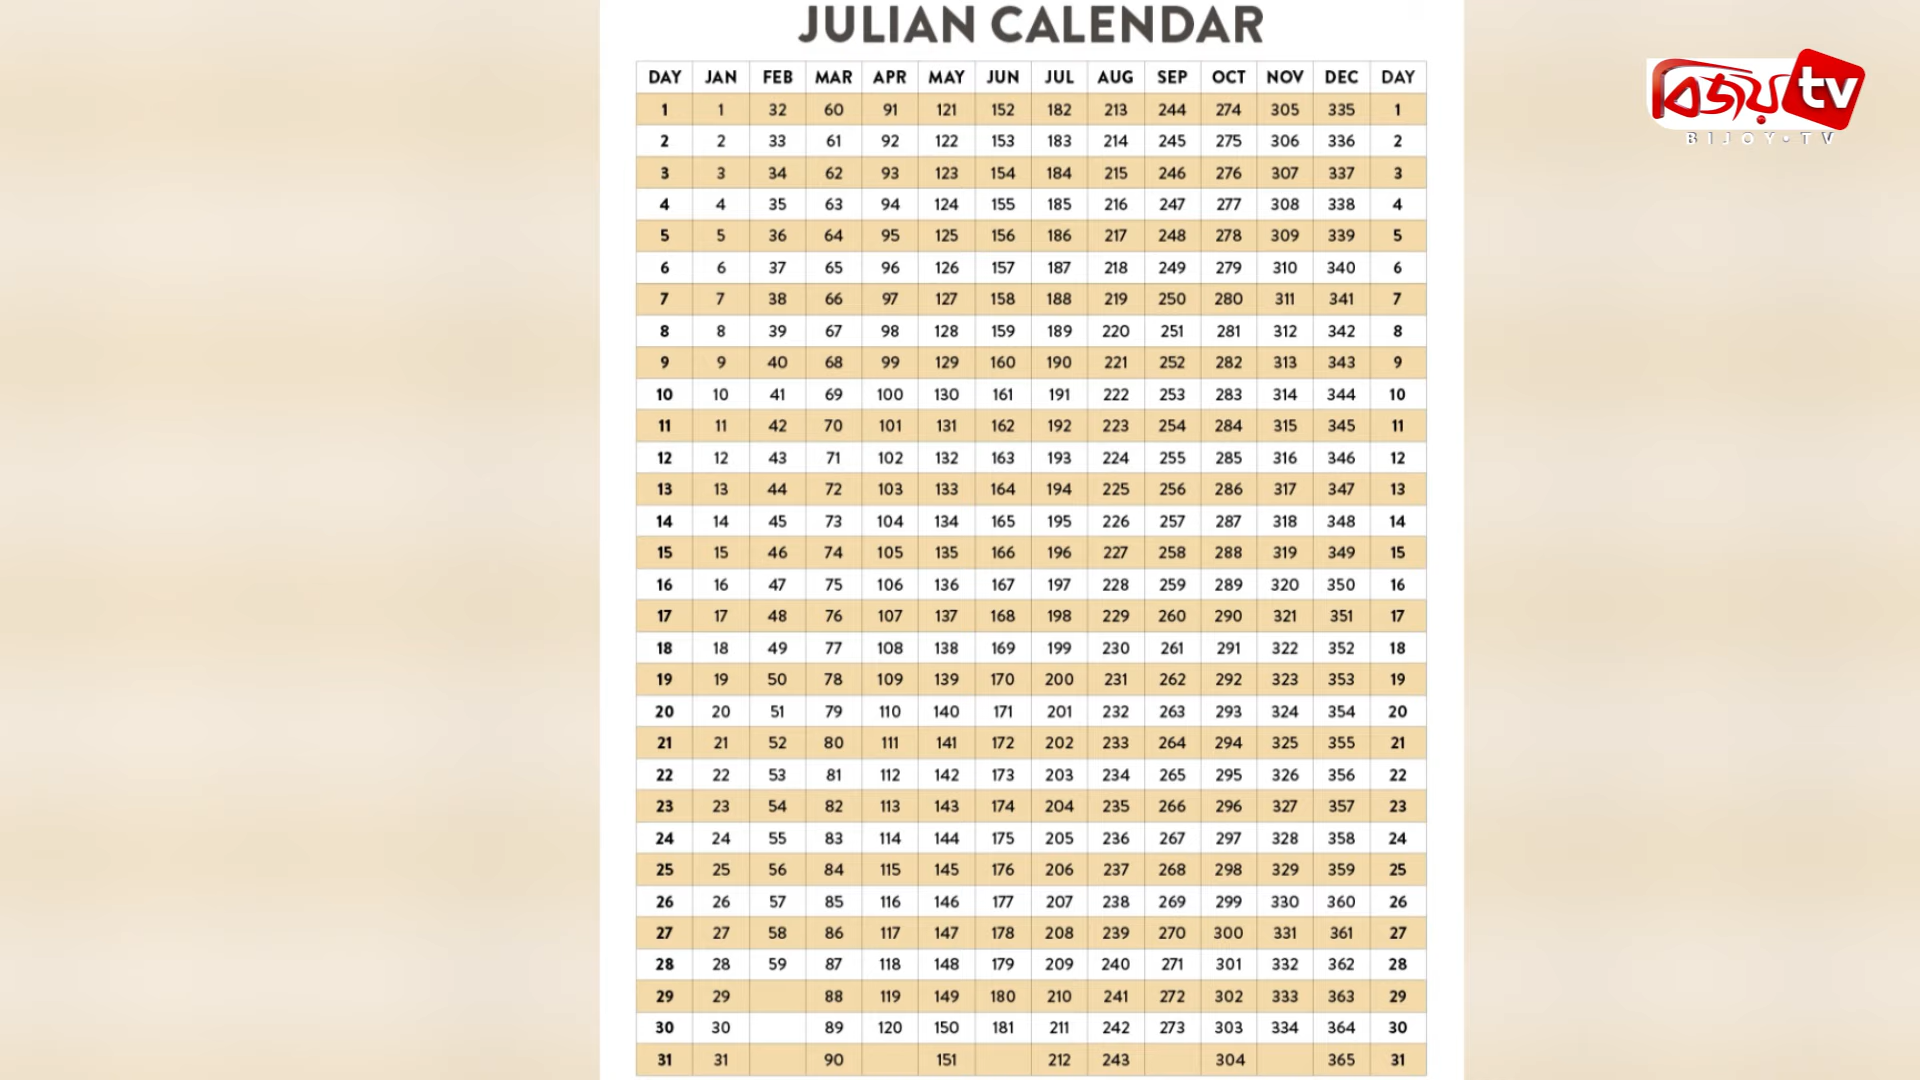 JULIAN CALENDAR
DAY JAN FEB MAR APR MAY JUN JUL AUG SEP OCT NOV DEC DAY
1 1 32 60 91 121 152 182 213 244 274 305 335 1
2 2 33 61 92 122 153 183 214 245 275 306 336 2
3 3 34 62 93 123 154 184 215 246 276 307 337 3
4 4 35 63 94 124 155 185 216 247 277 308 338 4
5 5 36 64 95 125 156 186 217 248 278 309 339 5
6 6 37 65 96 126 157 187 218 249 279 310 340 6
7 7 38 66 97 127 158 188 219 250 280 311 341 7
8 8 39 67 98 128 159 189 220 251 281 312 342 8
9 9 40 68 99 129 160 190 221 252 282 313 343 9
10 10 41 69 100 130 161 191 222 253 283 314 344 10
11 11 42 70 101 131 162 192 223 254 284 315 345 11
12 12 43 71 102 132 163 193 224 255 285 316 346 12
13 13 44 72 103 133 164 194 225 256 286 317 347 13
14 14 45 73 104 134 165 195 226 257 287 318 348 14
15 15 46 74 105 135 166 196 227 258 288 319 349 15
16 16 47 75 106 136 167 197 228 259 289 320 350 16
17 17 48 76 107 137 168 198 229 260 290 321 351 17
18 18 49 77 108 138 169 199 230 261 291 322 352 18
19 19 50 78 109 139 170 200 231 262 292 323 353 19
20 20 51 79 110 140 171 201 232 263 293 324 354 20
21 21 52 80 111 141 172 202 233 264 294 325 355 21
22 22 53 81 112 142 173 203 234 265 295 326 356 22
23 23 54 82 113 143 174 204 235 266 296 327 357 23
24 24 55 83 114 144 175 205 236 267 297 328 358 24
25 25 56 84 115 145 176 206 237 268 298 329 359 25
26 26 57 85 116 146 177 207 238 269 299 330 360 26
27 27 58 86 117 147 178 208 239 270 300 331 361 27
28 28 59 87 118 148 179 209 240 271 301 332 362 28
29 29 88 119 149 180 210 241 272 302 333 363 29
30 30 89 120 150 181 211 242 273 303 334 364 30
31 31 90 151 212 243 304 365 31
বিজয় tv
BIJOY TV